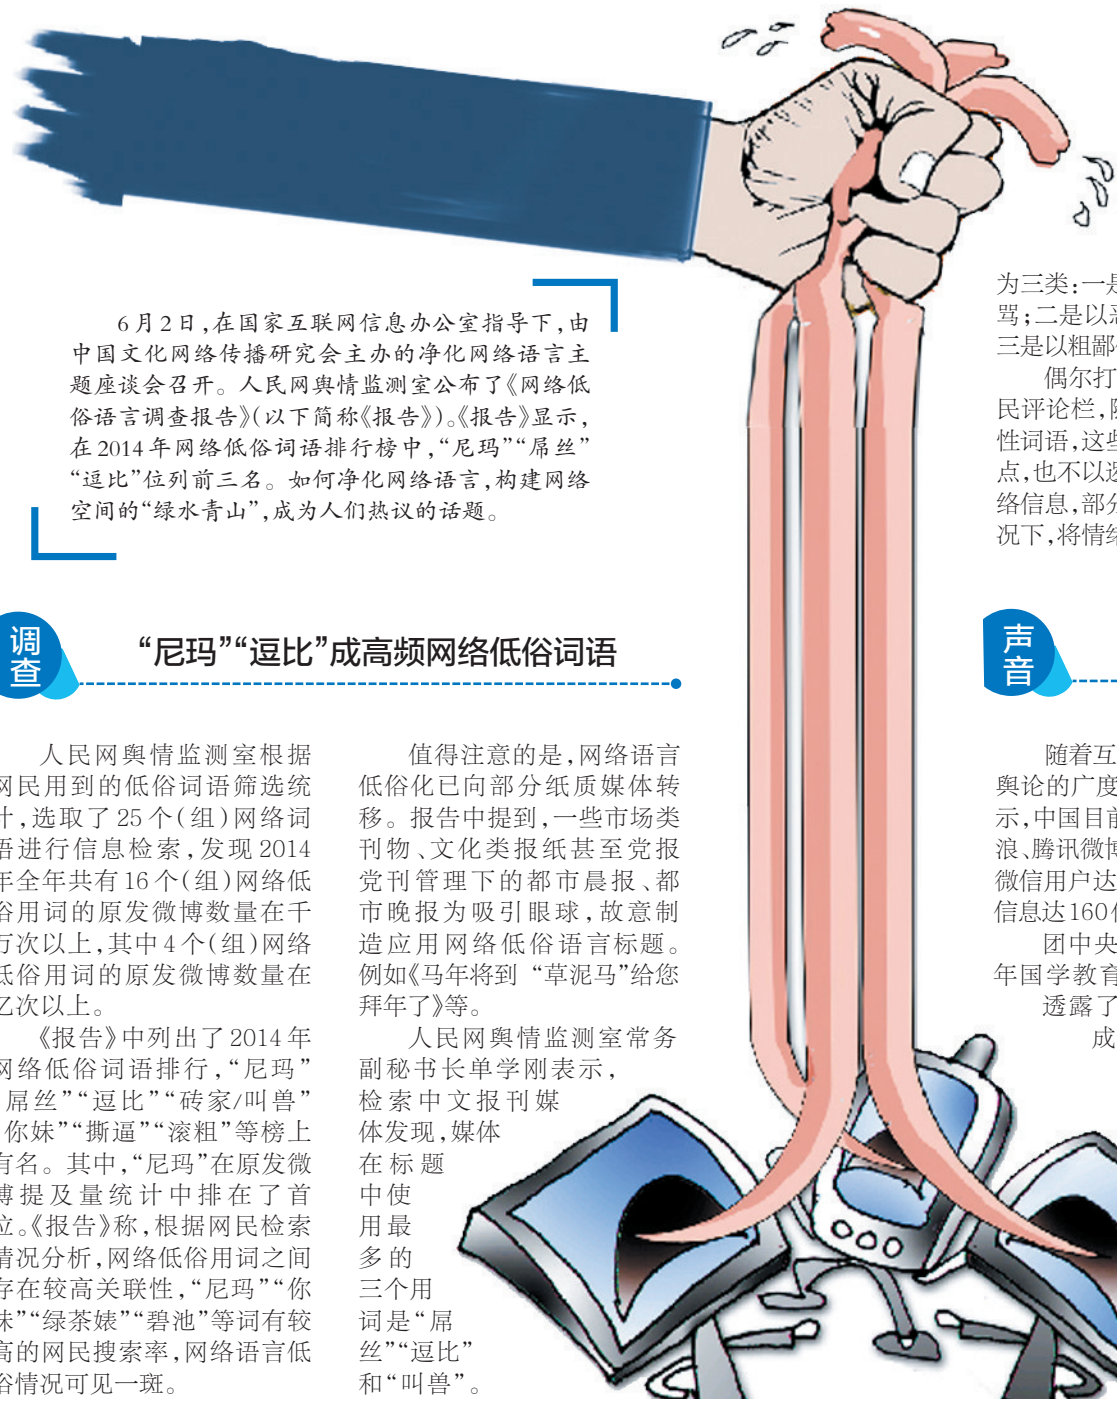 6月2日,在国家互联网信息办公室指导下,由
中国文化网络传播研究会主办的净化网络语言主
题座谈会召开。人民网舆情监测室公布了《网络低
俗语言调查报告》(以下简称《报告》)。《报告》显示,
在2014年网络低俗词语排行榜中,“尼玛”“屌丝”
“逗比”位列前三名。如何净化网络语言,构建网络
空间的“绿水青山”,成为人们热议的话题。
调查
“尼玛”“逗比”成高频网络低俗词语
人民网舆情监测室根据
网民用到的低俗词语筛选统
计,选取了25个(组)网络词
语进行信息检索,发现2014
年全年共有16个(组)网络低
俗用词的原发微博数量在千
万次以上,其中4个(组)网络
低俗用词的原发微博数量在
亿次以上。
《报告》中列出了2014年
网络低俗词语排行,“尼玛”
屌丝”“逗比”“砖家/叫兽”
你妹”“撕逼”“滚粗”等榜上
有名。其中,“尼玛”在原发微
博提及量统计中排在了首
位。《报告》称,根据网民检索
情况分析,网络低俗用词之间
存在较高关联性,“尼玛”“你
妹”“绿茶婊”“碧池”等词有较
高的网民搜索率,网络语言低
俗情况可见一斑。
值得注意的是,网络语言
低俗化已向部分纸质媒体转
移。报告中提到,一些市场类
刊物、文化类报纸甚至党报
党刊管理下的都市晨报、都
市晚报为吸引眼球,故意制
造应用网络低俗语言标题。
例如《马年将到 “草泥马”给您
拜年了》等。
人民网舆情监测室常务
副秘书长单学刚表示,
检索中文报刊媒
体发现,媒体
在标题
中使
用最
多的
三个用
词是“屌
丝”“逗比”
和“叫兽”。
为三类:一是
骂;二是以恶
三是以粗鄙
偶尔打
民评论栏,
性词语,这些
点,也不以
络信息,部分
况下,将情绪
声音
随着互
舆论的广度
示,中国目前
浪、腾讯微博
微信用户达
信息达160
团中央
年国学教育
透露了
成